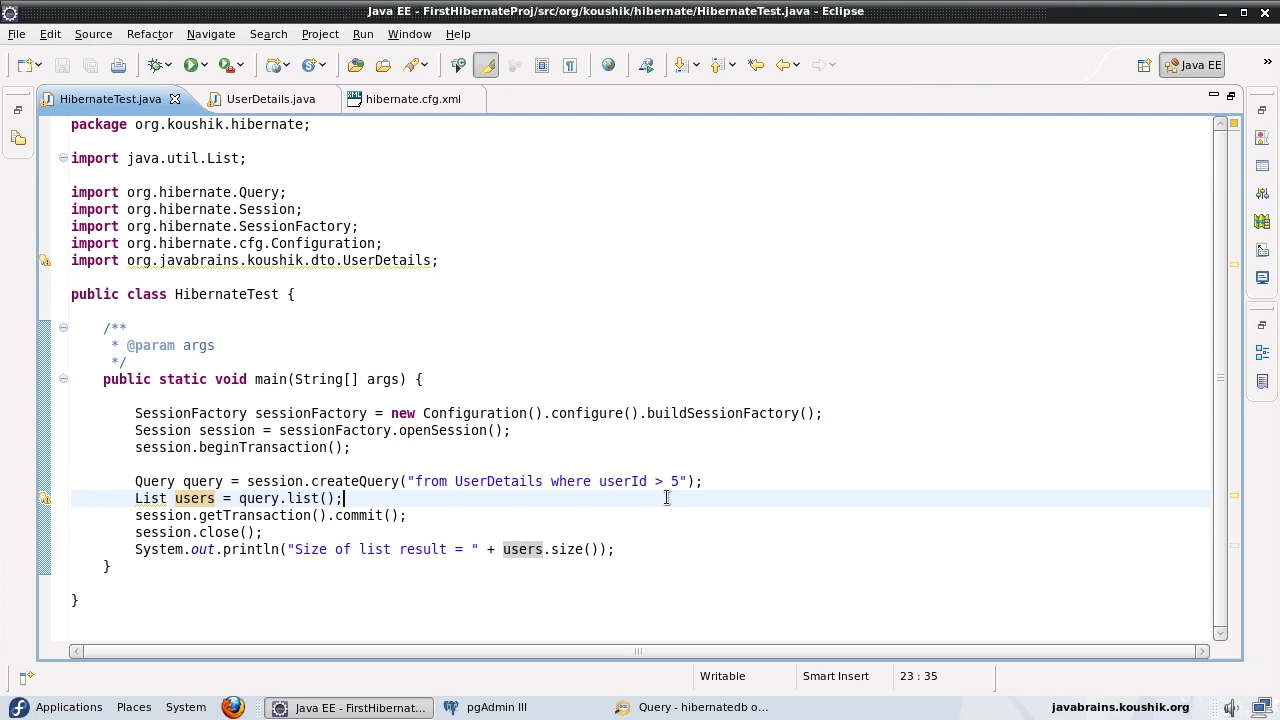 Java EE - FirstHibernateProj/src/org/koushik/hibernate/HibernateTest.java - Eclipse
File Edit Source Refactor Navigate Search Project Run Window Help
Java EE
HibernateTest.java UserDetails.java hibernate.cfg.xml
package org.koushik.hibernate;
import java.util.List;
import org.hibernate.Query;
import org.hibernate.Session;
import org.hibernate.SessionFactory;
import org.hibernate.cfg.Configuration;
import org.javabrains.koushik.dto.UserDetails;
public class HibernateTest {
/**
* @param args
*/
public static void main(String[] args) {
SessionFactory sessionFactory = new Configuration().configure().buildSessionFactory();
Session session = sessionFactory.openSession();
session.beginTransaction();
Query query = session.createQuery("from UserDetails where userId > 5");
List users = query.list();
session.getTransaction().commit();
session.close();
System.out.println("Size of list result = " + users.size());
}
}
Writable Smart Insert 23 : 35
Applications Places System Java EE - FirstHibernat... pgAdmin III Query - hibernatedb o... javabrains.koushik.org